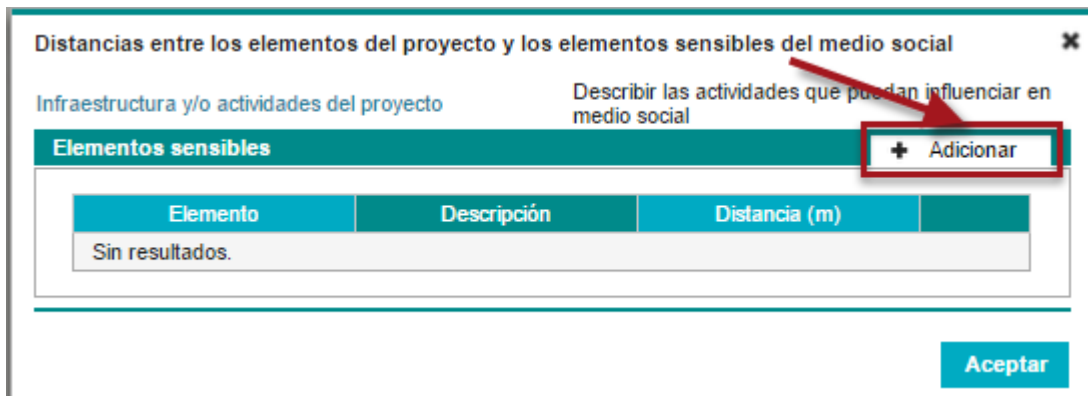 Distancias entre los elementos del proyecto y los elementos sensibles del medio social
Infraestructura y/o actividades del proyecto
Describir las actividades que puedan influenciar en
medio social
Elementos sensibles
+ Adicionar
Elemento Descripción Distancia (m)
Sin resultados.
Aceptar